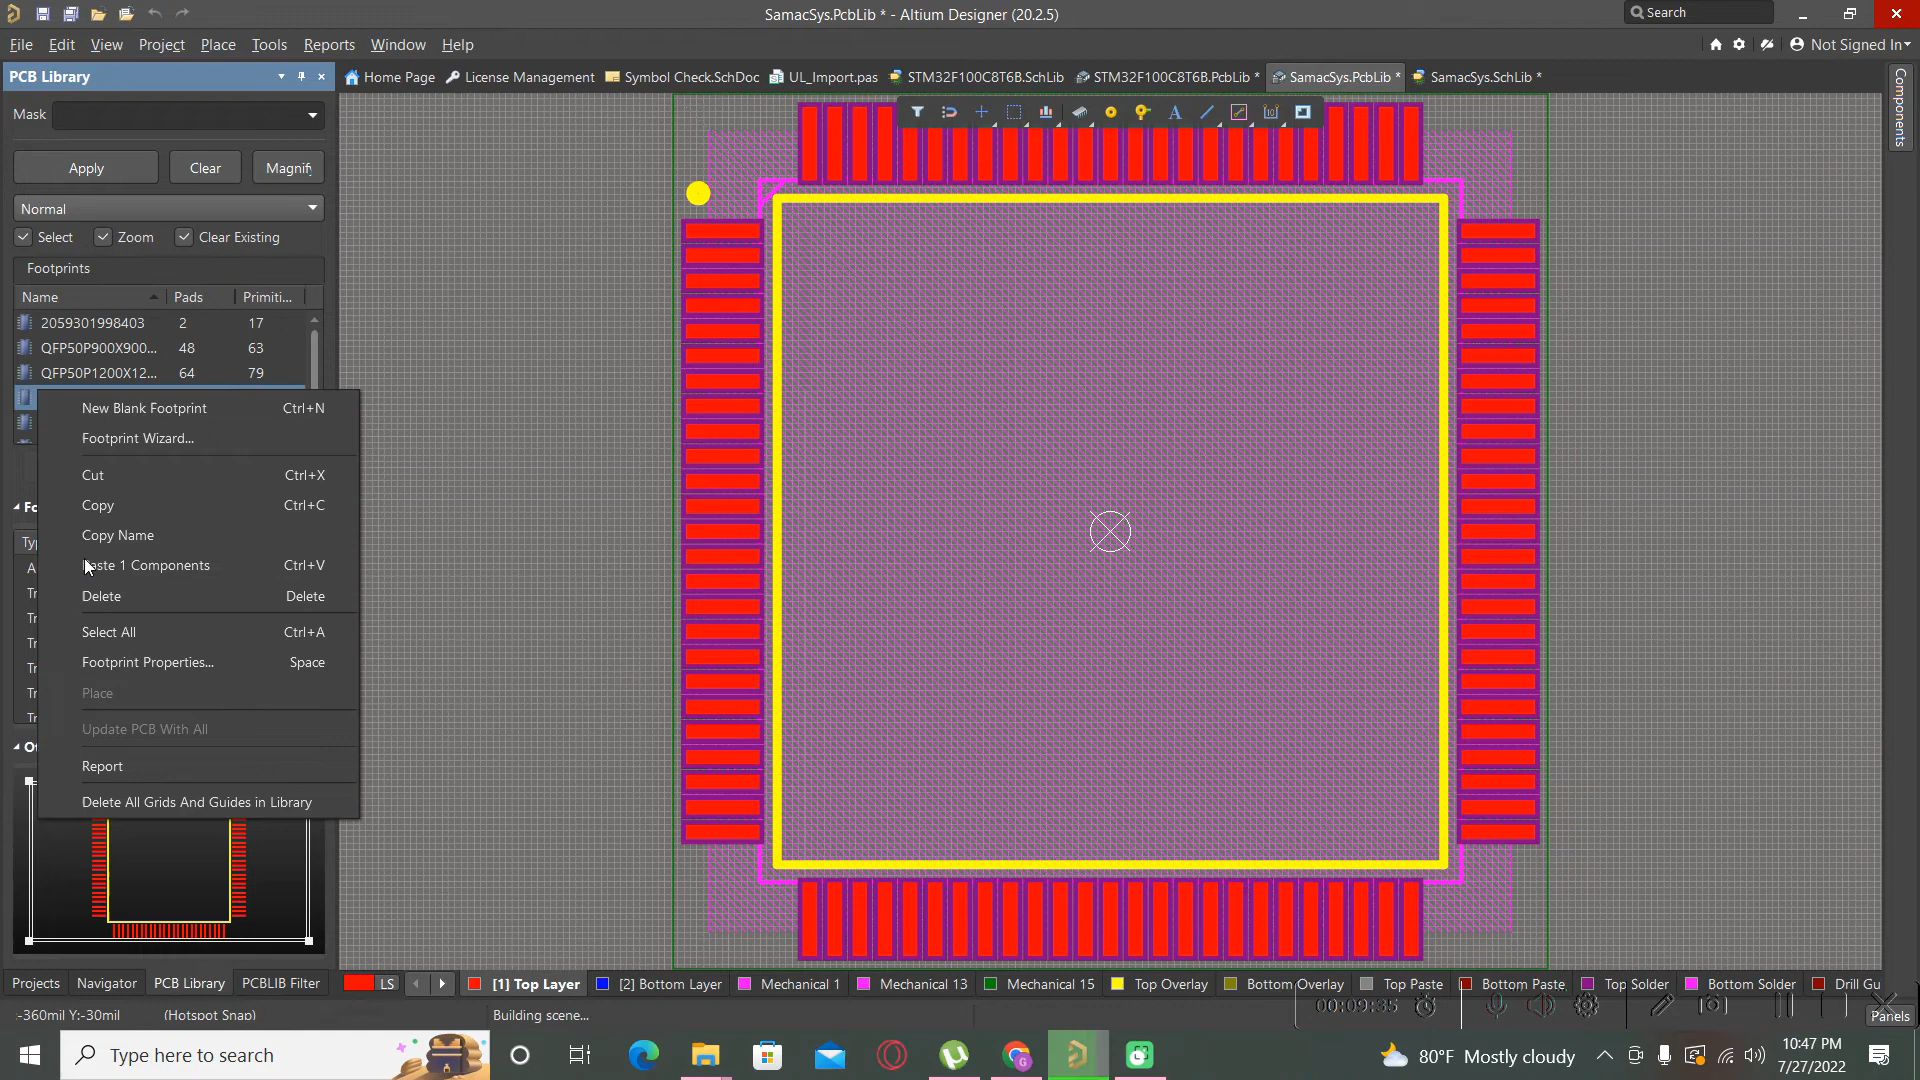 SamacSys.PcbLib * - Altium Designer (20.2.5)
Search
File Edit View Project Place Tools Reports Window Help
Not Signed In
PCB Library
Home Page License Management Symbol Check.SchDoc UL_Import.pas STM32F100C8T6B.SchLib STM32F100C8T6B.PcbLib * SamacSys.PcbLib * SamacSys.SchLib *
Components
Mask
Apply Clear Magnify
Normal
Select Zoom Clear Existing
Footprints
Name Pads Primiti...
2059301998403 2 17
QFP50P900X900... 48 63
QFP50P1200X12... 64 79
New Blank Footprint Ctrl+N
Footprint Wizard...
Cut Ctrl+X
Copy Ctrl+C
Copy Name
Paste 1 Components Ctrl+V
Delete Delete
Select All Ctrl+A
Footprint Properties... Space
Place
Update PCB With All
Report
Delete All Grids And Guides in Library
Projects Navigator PCB Library PCBLIB Filter
LS [1] Top Layer [2] Bottom Layer Mechanical 1 Mechanical 13 Mechanical 15 Top Overlay Bottom Overlay Top Paste Bottom Paste Top Solder Bottom Solder Drill Gu
00:09:35
:-360mil Y:-30mil (Hotspot Snap) Building scene...
Panels
Type here to search
80°F Mostly cloudy
10:47 PM
7/27/2022